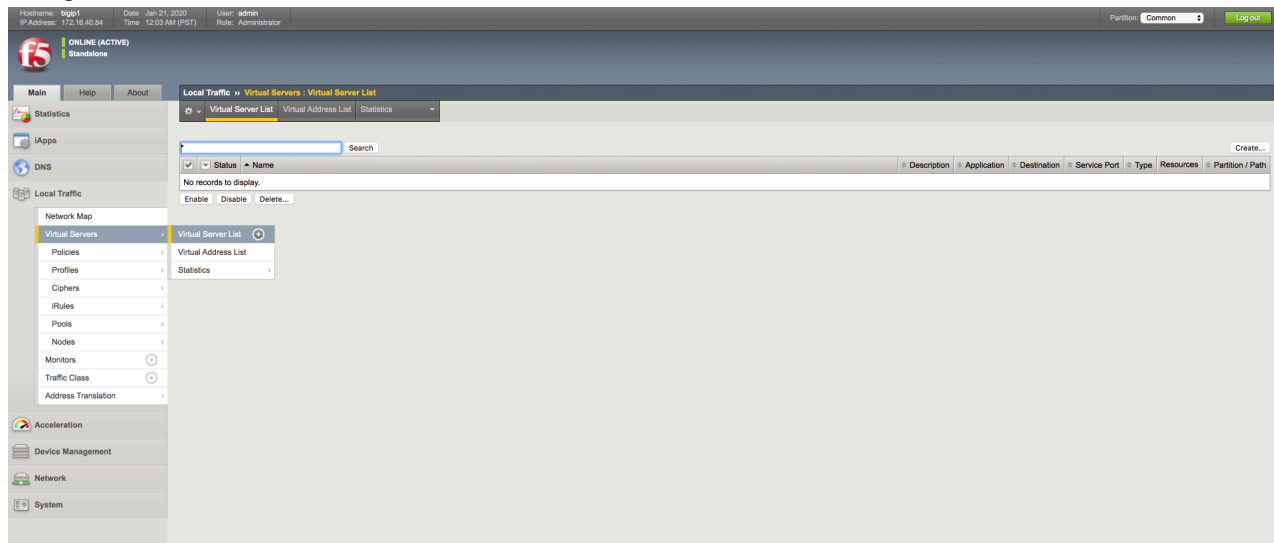 Hostname: bigip1 Date Jan 21, 2020 User: admin
IP Address: 172.16.40.84 Time 12:03 AM (PST) Role: Administrator
Partition: Common Log out
f5
ONLINE (ACTIVE)
Standalone
Main Help About
Local Traffic » Virtual Servers : Virtual Server List
Virtual Server List Virtual Address List Statistics
Statistics
iApps
DNS
Local Traffic
Network Map
Virtual Servers
Policies
Profiles
Ciphers
iRules
Pools
Nodes
Monitors
Traffic Class
Address Translation
Acceleration
Device Management
Network
System
Virtual Server List
Virtual Address List
Statistics
* Search Create...
Status Name Description Application Destination Service Port Type Resources Partition / Path
No records to display.
Enable Disable Delete...